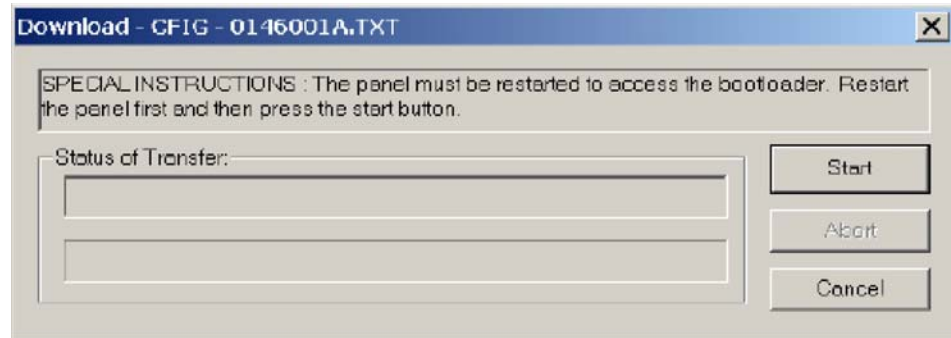 Download - CFIG - 0146001A.TXT
SPECIAL INSTRUCTIONS : The panel must be restarted to access the bootloader. Restart
the panel first and then press the start button.
Status of Transfer:
Start
Abort
Cancel